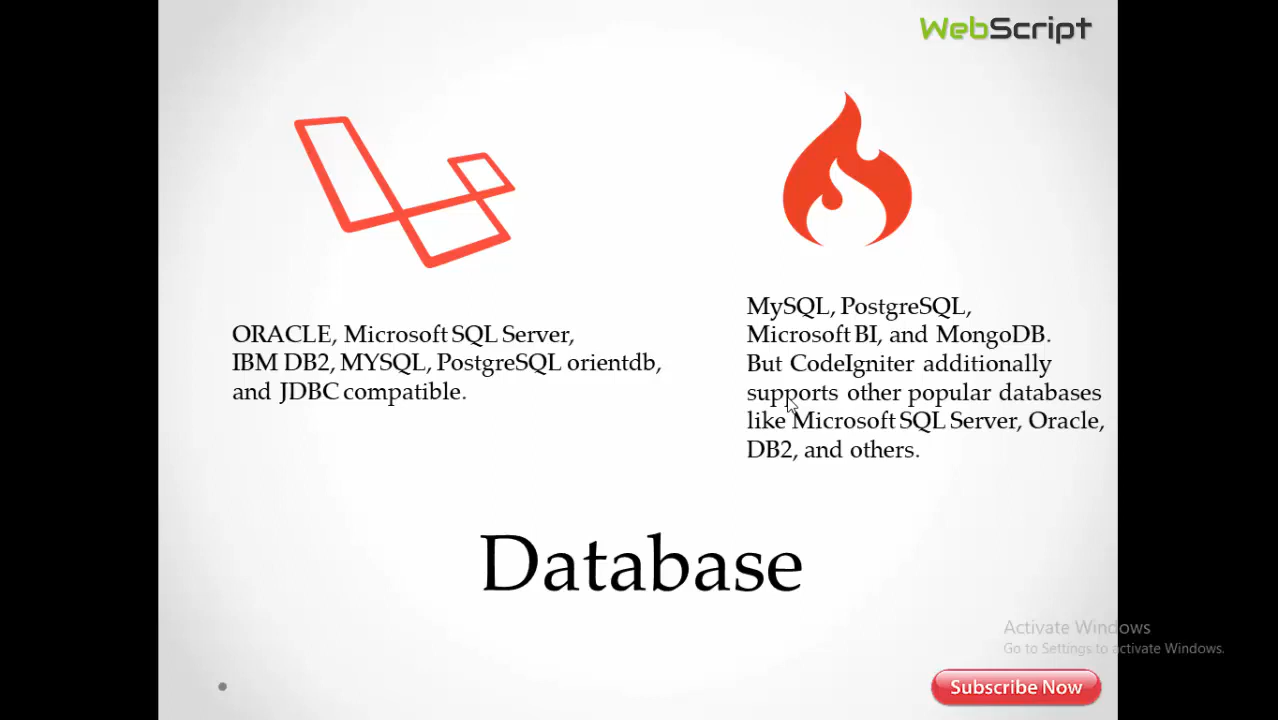 WebScript
ORACLE, Microsoft SQL Server,
IBM DB2, MYSQL, PostgreSQL orientdb,
and JDBC compatible.
MySQL, PostgreSQL,
Microsoft BI, and MongoDB.
But CodeIgniter additionally
supports other popular databases
like Microsoft SQL Server, Oracle,
DB2, and others.
Database
Activate Windows
Go to Settings to activate Windows.
Subscribe Now